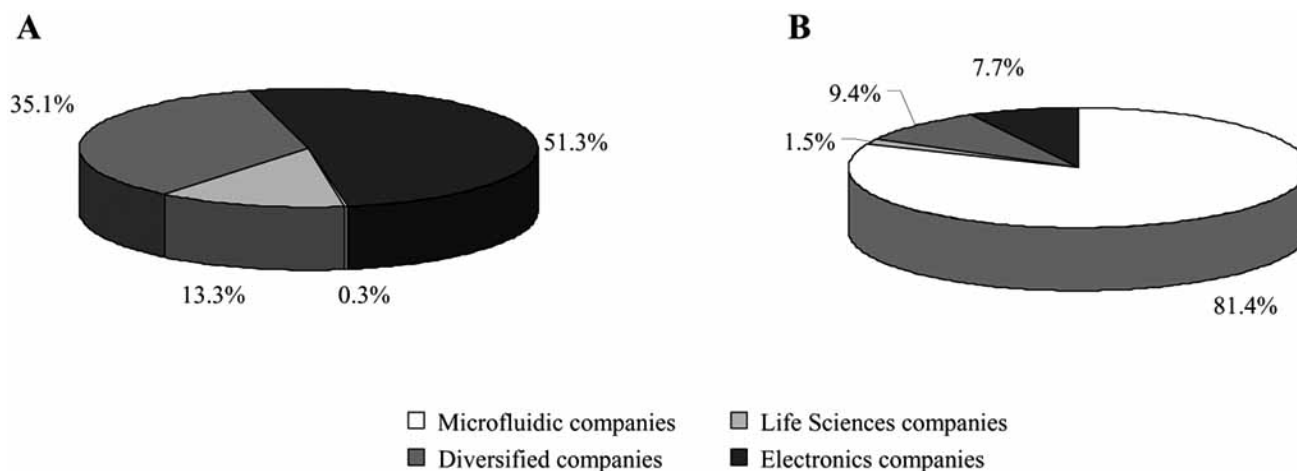 A
B
35.1%
51.3%
13.3%
0.3%
7.7%
9.4%
1.5%
81.4%
Microfluidic companies
Life Sciences companies
Diversified companies
Electronics companies